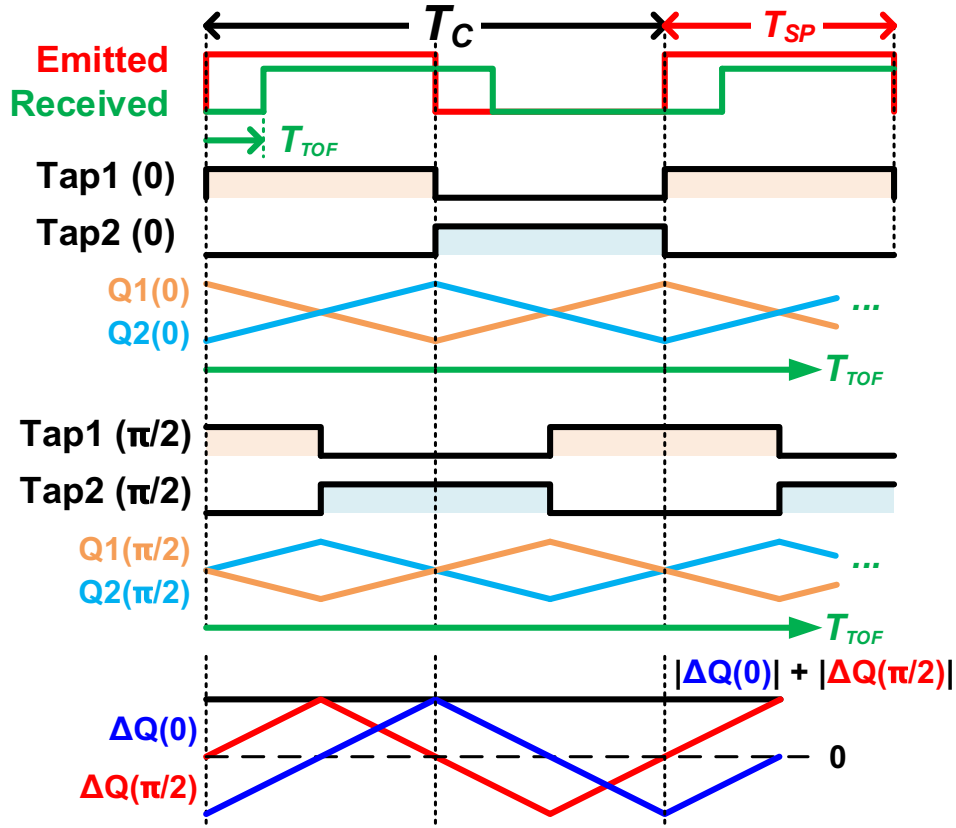 T_C T_SP
Emitted
Received
T_TOF
Tap1 (0)
Tap2 (0)
Q1(0)
...
Q2(0)
T_TOF
Tap1 (π/2)
Tap2 (π/2)
Q1(π/2)
...
Q2(π/2)
T_TOF
|ΔQ(0)| + |ΔQ(π/2)|
ΔQ(0)
0
ΔQ(π/2)